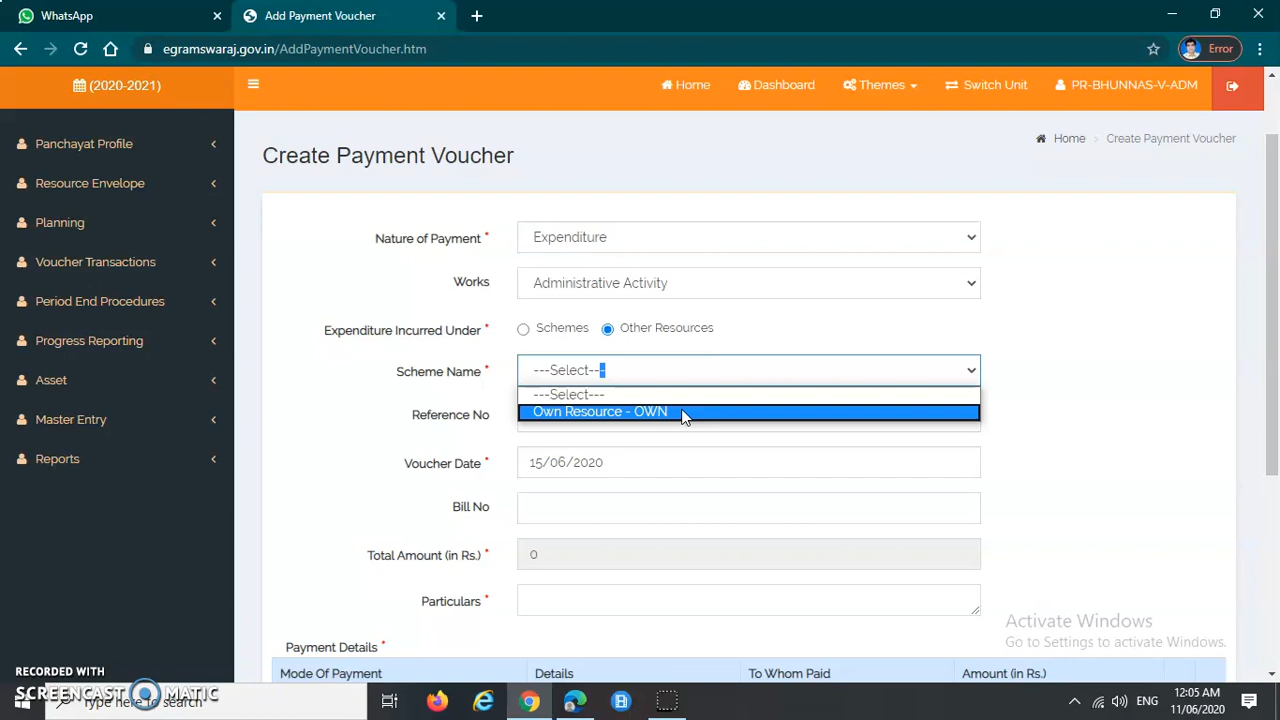 WhatsApp
Add Payment Voucher
egramswaraj.gov.in/AddPaymentVoucher.htm
Error
(2020-2021)
Home
Dashboard
Themes
Switch Unit
PR-BHUNNAS-V-ADM
Panchayat Profile
Resource Envelope
Planning
Voucher Transactions
Period End Procedures
Progress Reporting
Asset
Master Entry
Reports
Home > Create Payment Voucher
Create Payment Voucher
Nature of Payment *
Expenditure
Works
Administrative Activity
Expenditure Incurred Under *
Schemes
Other Resources
Scheme Name *
---Select---
---Select---
Own Resource - OWN
Reference No
Voucher Date *
15/06/2020
Bill No
Total Amount (in Rs.) *
0
Particulars *
Payment Details *
Mode Of Payment
Details
To Whom Paid
Amount (in Rs.)
Activate Windows
Go to Settings to activate Windows.
RECORDED WITH
SCREENCAST MATIC
Type here to search
ENG
12:05 AM
11/06/2020